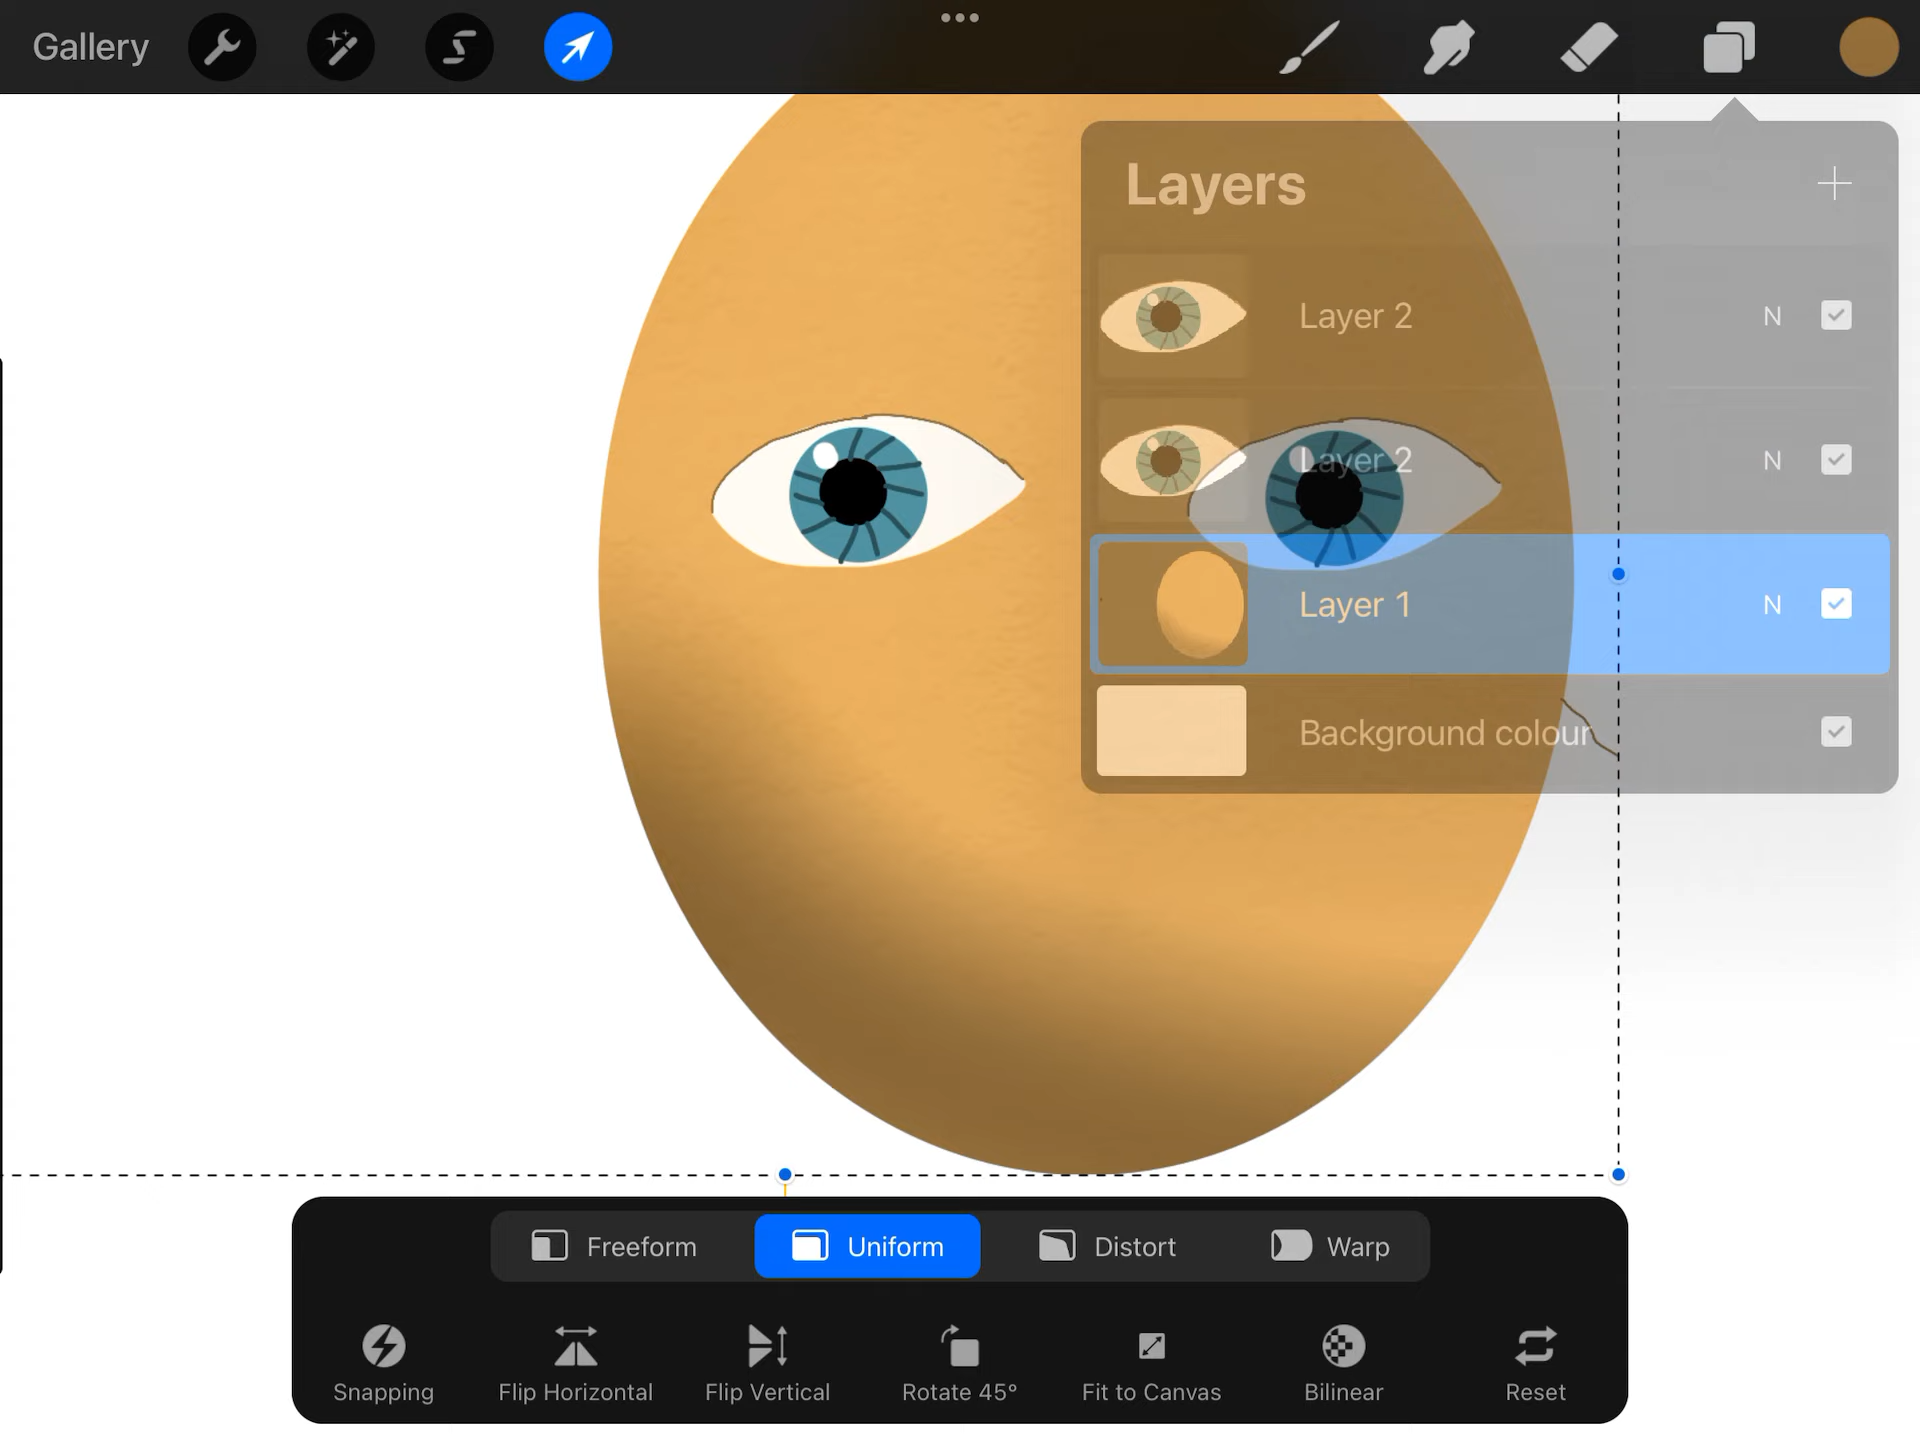 Gallery
Layers
Layer 2 N
Layer 2 N
Layer 1 N
Background colour
Freeform Uniform Distort Warp
Snapping Flip Horizontal Flip Vertical Rotate 45° Fit to Canvas Bilinear Reset